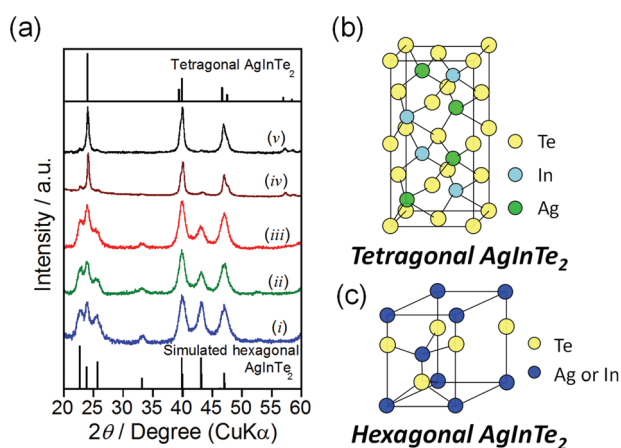 (a)
Intensity / a.u.
Tetragonal AgInTe2
(v)
(iv)
(iii)
(ii)
(i)
Simulated hexagonal
AgInTe2
20 25 30 35 40 45 50 55 60
2θ / Degree (CuKα)
(b)
Te
In
Ag
Tetragonal AgInTe2
(c)
Te
Ag or In
Hexagonal AgInTe2